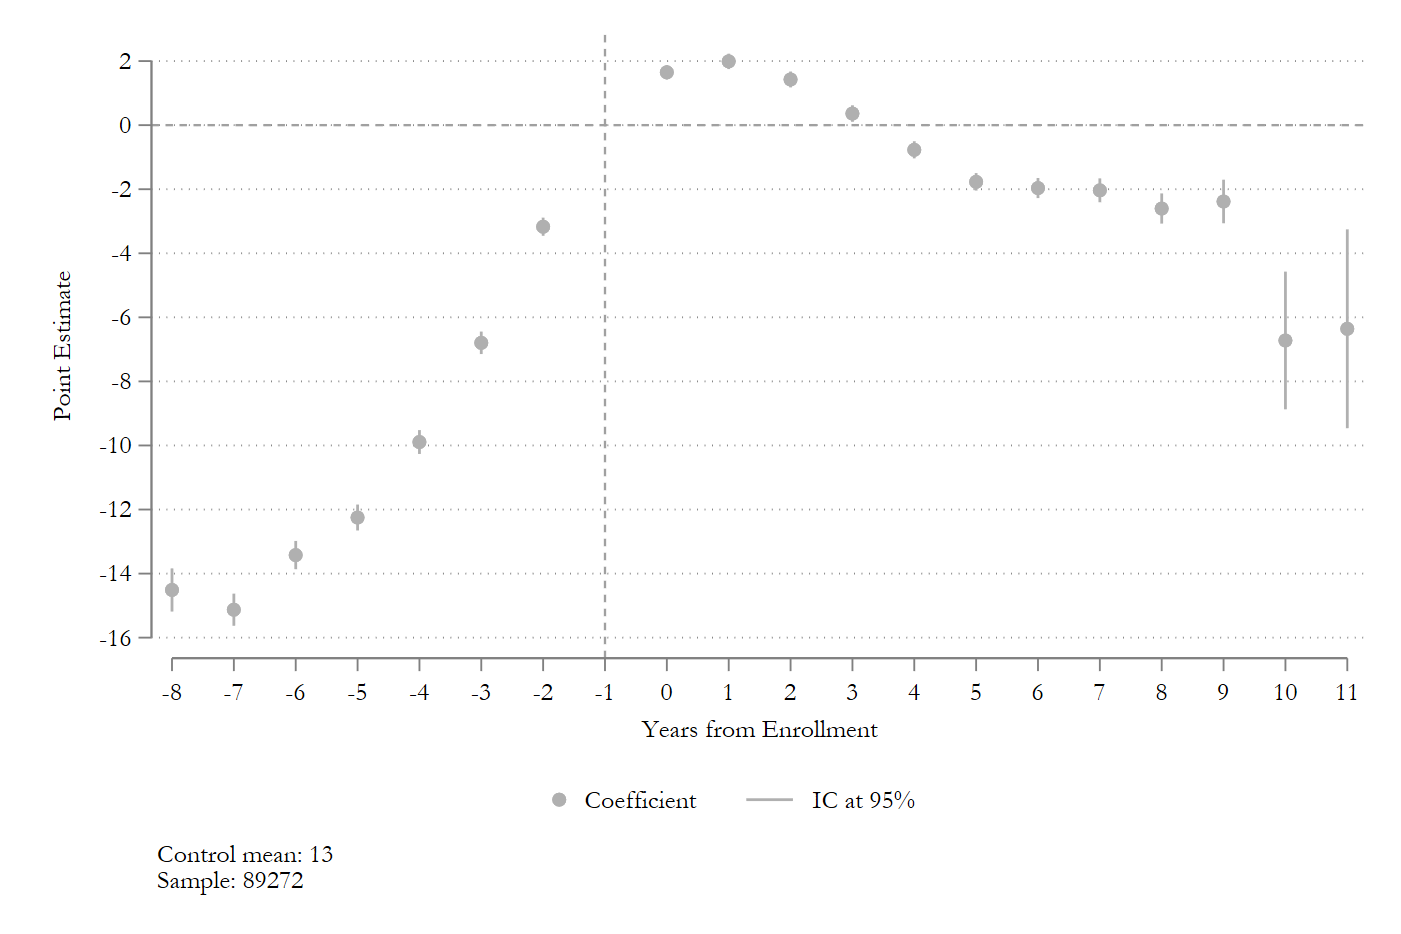 2
0
-2
-4
-6
-8
-10
-12
-14
-16
Point Estimate
-8 -7 -6 -5 -4 -3 -2 -1 0 1 2 3 4 5 6 7 8 9 10 11
Years from Enrollment
Coefficient IC at 95%
Control mean: 13
Sample: 89272